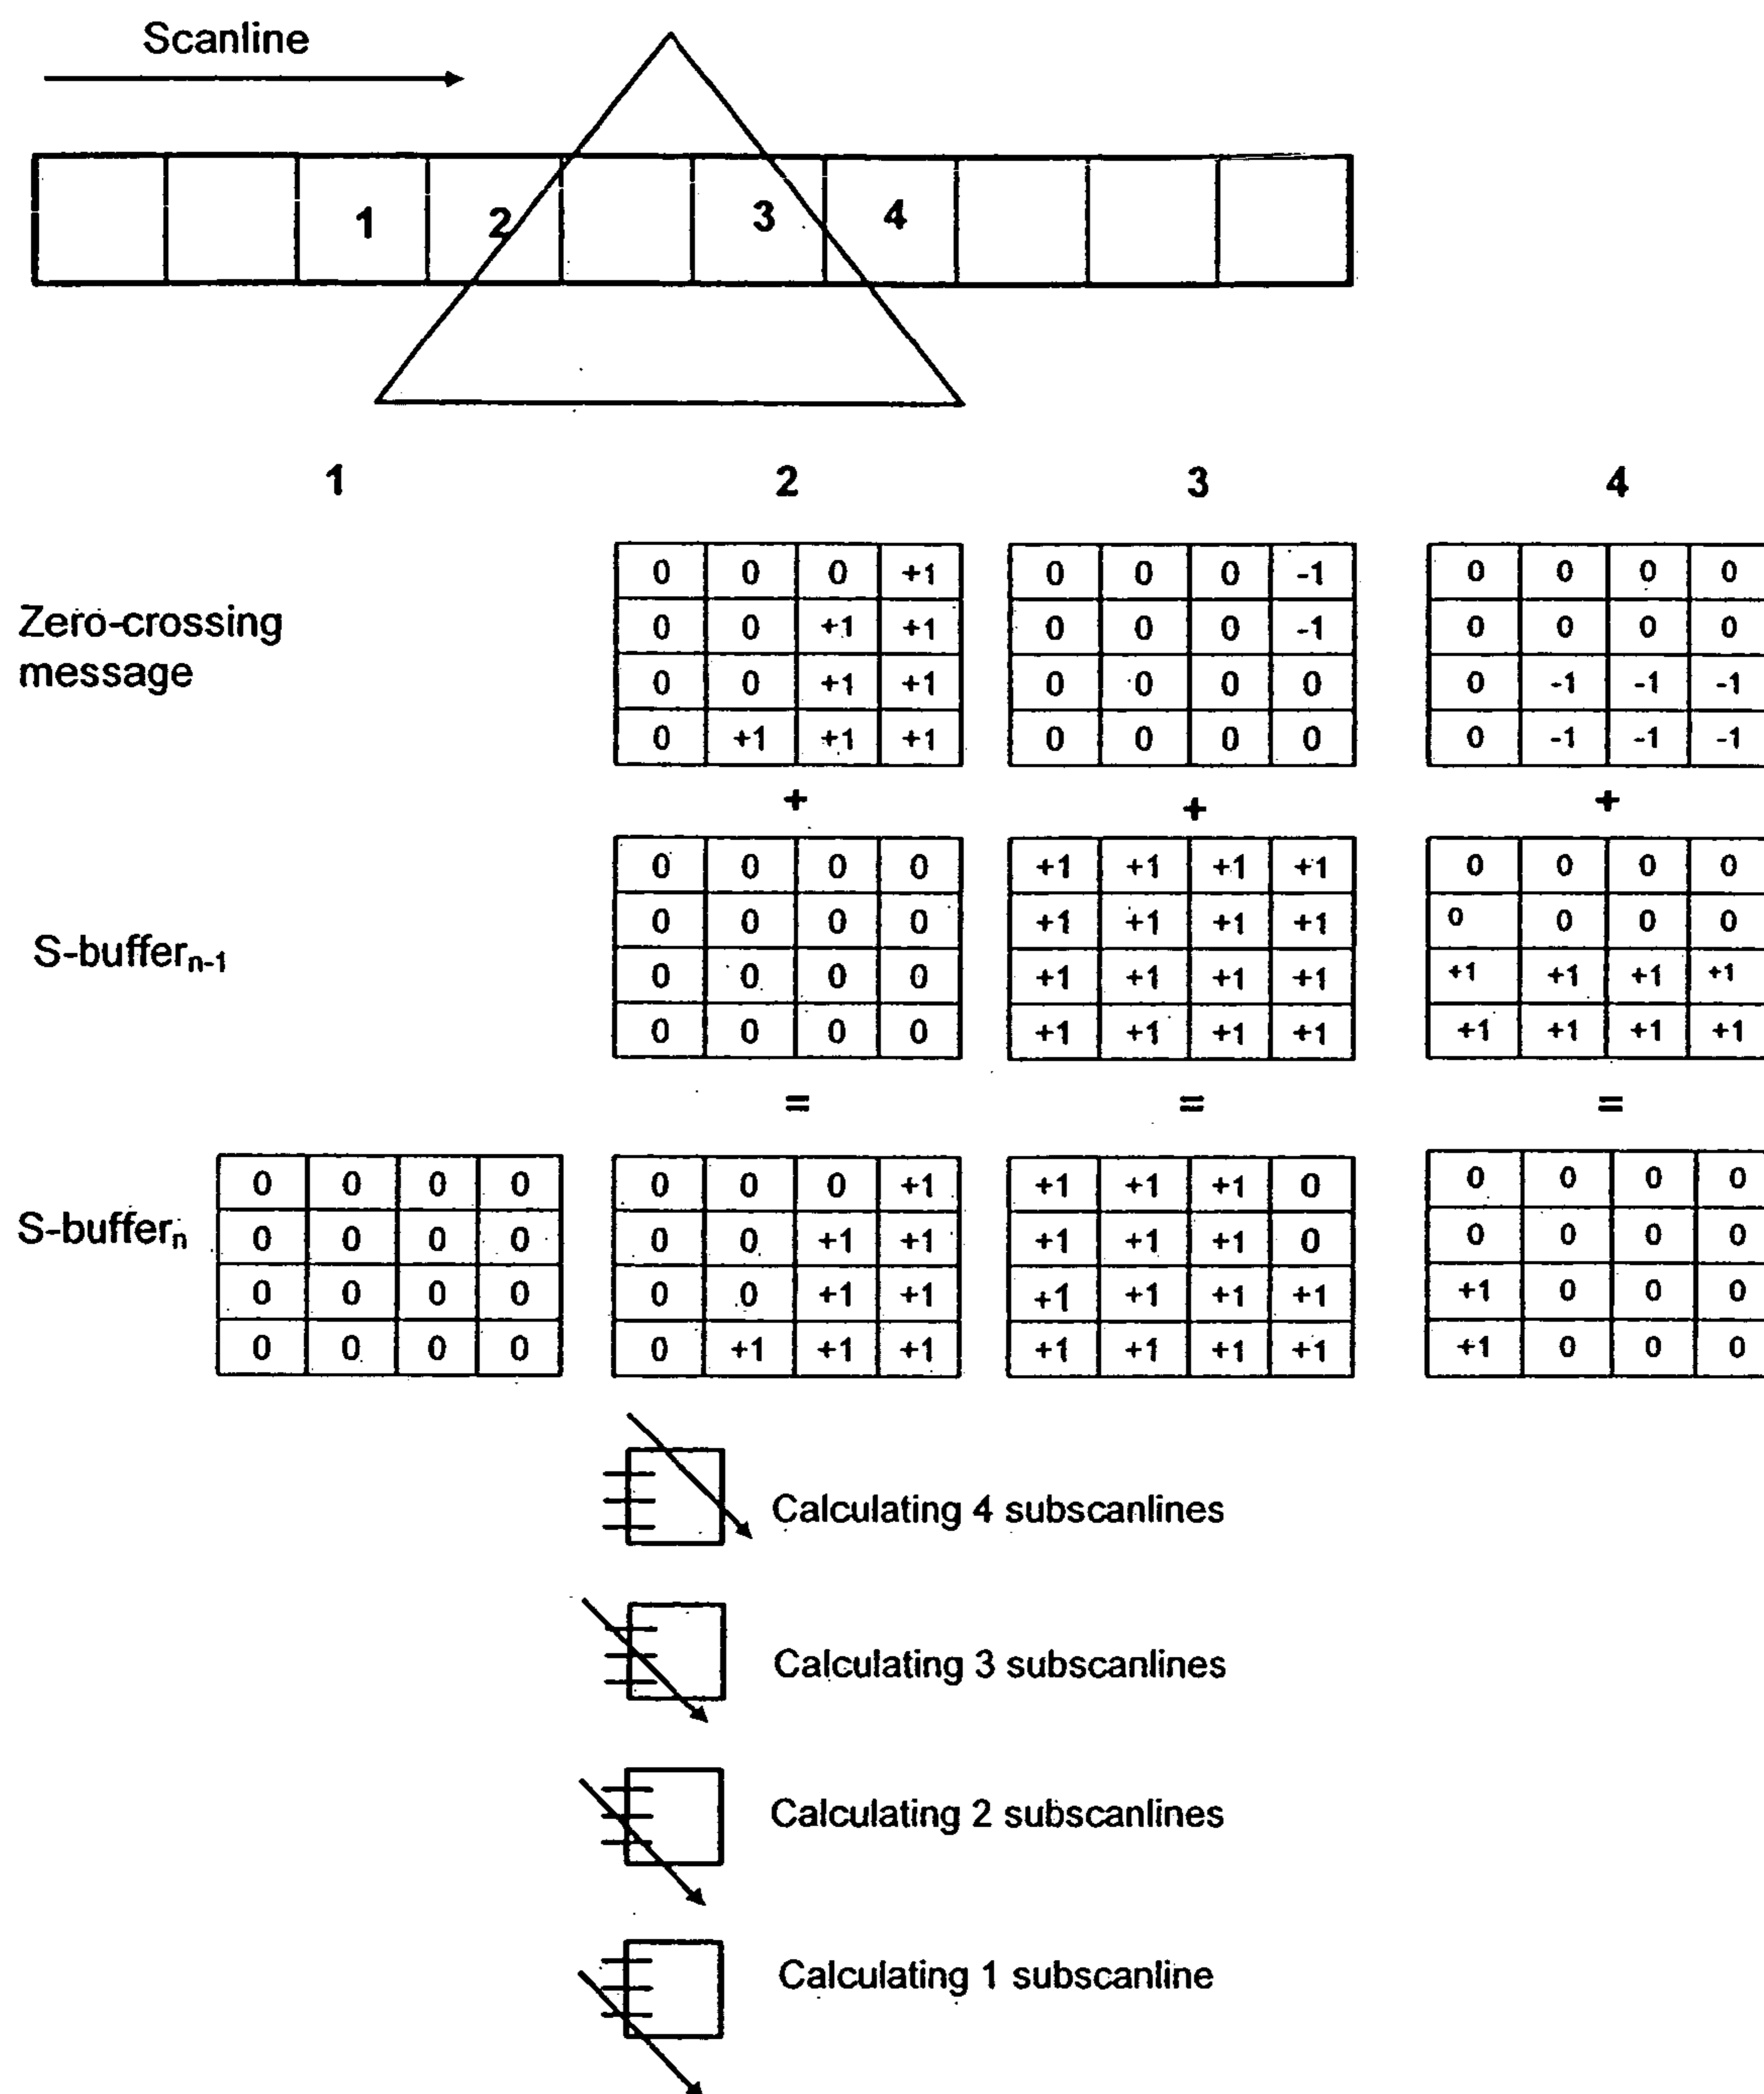 Scanline
1 2 3 4
1 2 3 4
Zero-crossing
message
0 0 0 +1 0 0 0 -1 0 0 0 0
0 0 +1 +1 0 0 0 -1 0 0 0 0
0 0 +1 +1 0 0 0 0 0 -1 -1 -1
0 +1 +1 +1 0 0 0 0 0 -1 -1 -1
+ + +
S-buffern-1
0 0 0 0 +1 +1 +1 +1 0 0 0 0
0 0 0 0 +1 +1 +1 +1 0 0 0 0
0 0 0 0 +1 +1 +1 +1 +1 +1 +1 +1
0 0 0 0 +1 +1 +1 +1 +1 +1 +1 +1
= = =
S-buffern
0 0 0 0 0 0 0 +1 +1 +1 +1 0 0 0 0 0
0 0 0 0 0 0 +1 +1 +1 +1 +1 0 0 0 0 0
0 0 0 0 0 0 +1 +1 +1 +1 +1 +1 +1 0 0 0
0 0 0 0 0 +1 +1 +1 +1 +1 +1 +1 +1 0 0 0
Calculating 4 subscanlines
Calculating 3 subscanlines
Calculating 2 subscanlines
Calculating 1 subscanline